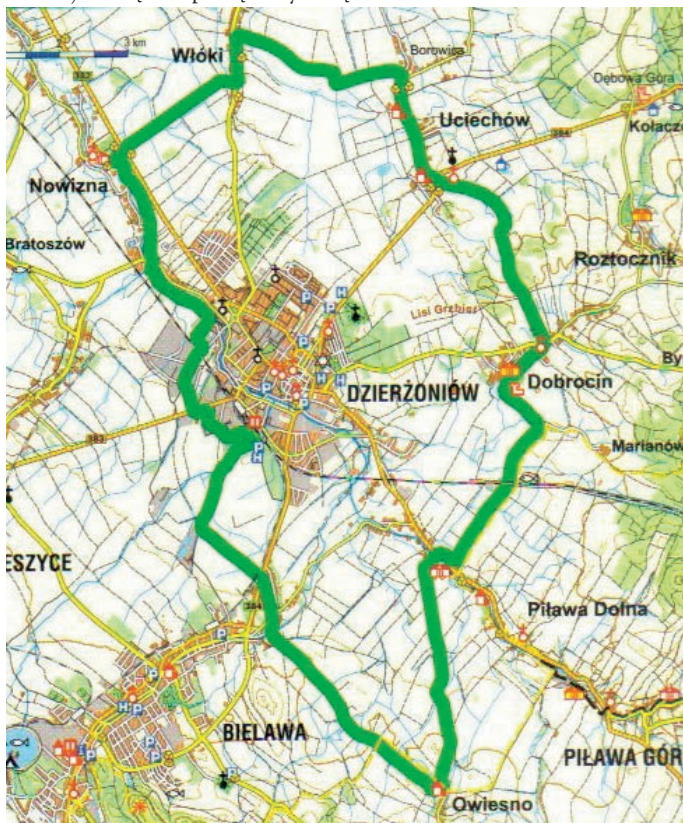 3 km
Włóki
382
Borowica
Dębowa Góra
Uciechów
384
Kołacz
Nowizna
Bratoszów
Roztocznik
Lisi Grzbiet
By
DZIERŻONIÓW
Dobrocin
383
Marianów
ESZYCE
384
Piława Dolna
BIELAWA
PIŁAWA GÓR
Owiesno
P
H